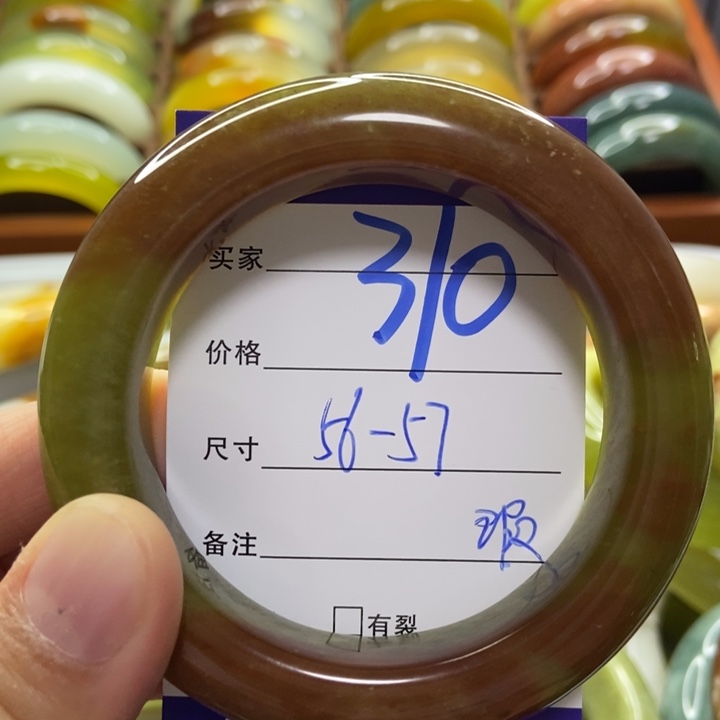 310
买家
价格
尺寸 56-57
备注 瑕
有裂